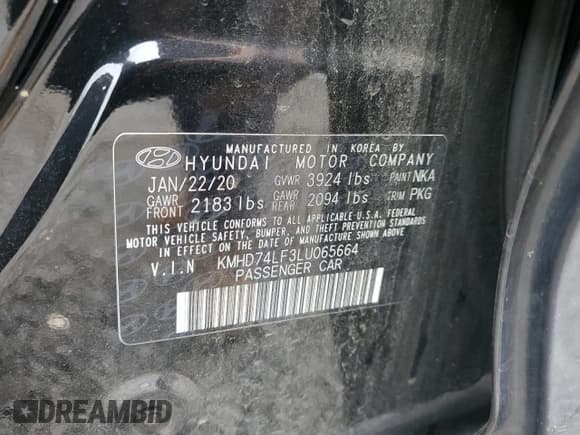 MANUFACTURED IN KOREA BY
HYUNDAI MOTOR COMPANY
JAN/22/20 GVWR 3924 lbs PAINT NKA
GAWR FRONT 2183 lbs GAWR REAR 2094 lbs TRIM PKG
THIS VEHICLE CONFORMS TO ALL APPLICABLE U.S.A. FEDERAL
MOTOR VEHICLE SAFETY, BUMPER, AND THEFT PREVENTION STANDARDS
IN EFFECT ON THE DATE OF MANUFACTURE SHOWN ABOVE.
V.I.N KMHD74LF3LU065664
PASSENGER CAR
DREAMBID